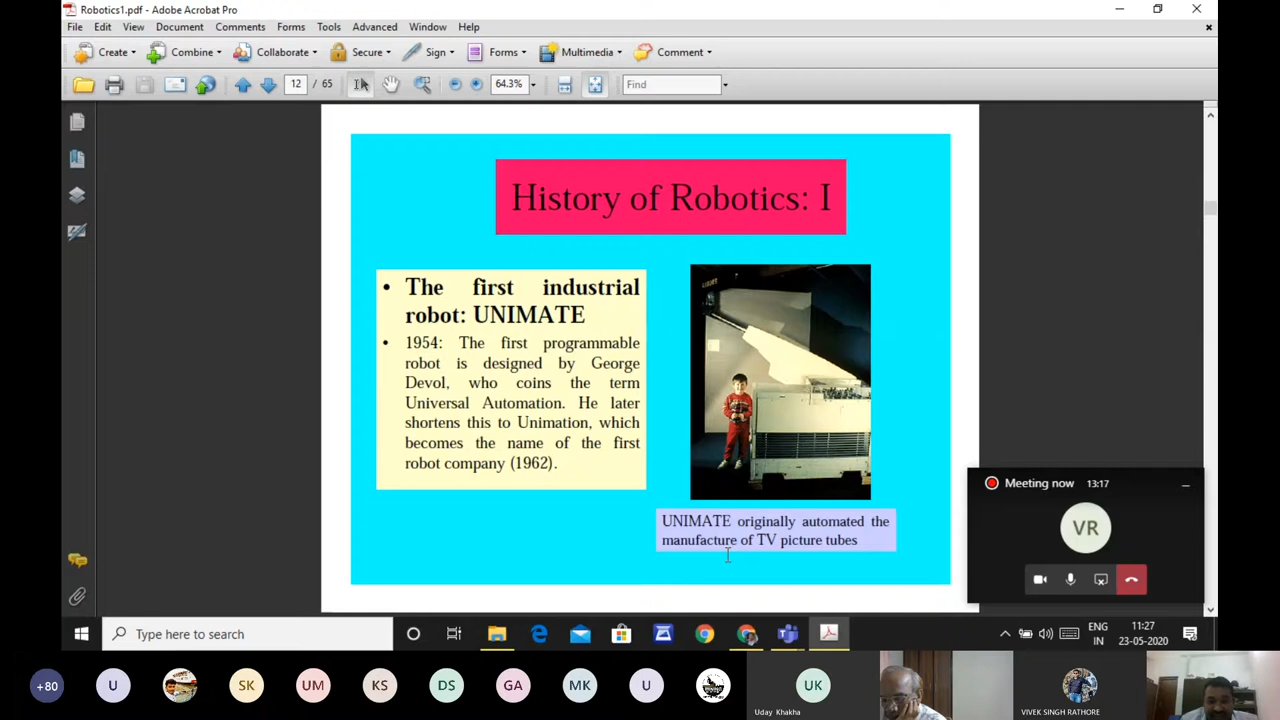 Robotics1.pdf - Adobe Acrobat Pro
File Edit View Document Comments Forms Tools Advanced Window Help
Create Combine Collaborate Secure Sign Forms Multimedia Comment
12 / 65 64.3% Find
History of Robotics: I
• The first industrial
robot: UNIMATE
• 1954: The first programmable
robot is designed by George
Devol, who coins the term
Universal Automation. He later
shortens this to Unimation, which
becomes the name of the first
robot company (1962).
UNIMATE originally automated the
manufacture of TV picture tubes
Meeting now 13:17
VR
Type here to search
ENG
IN
11:27
23-05-2020
+80 U SK UM KS DS GA MK U UK
Uday Khakha
VIVEK SINGH RATHORE